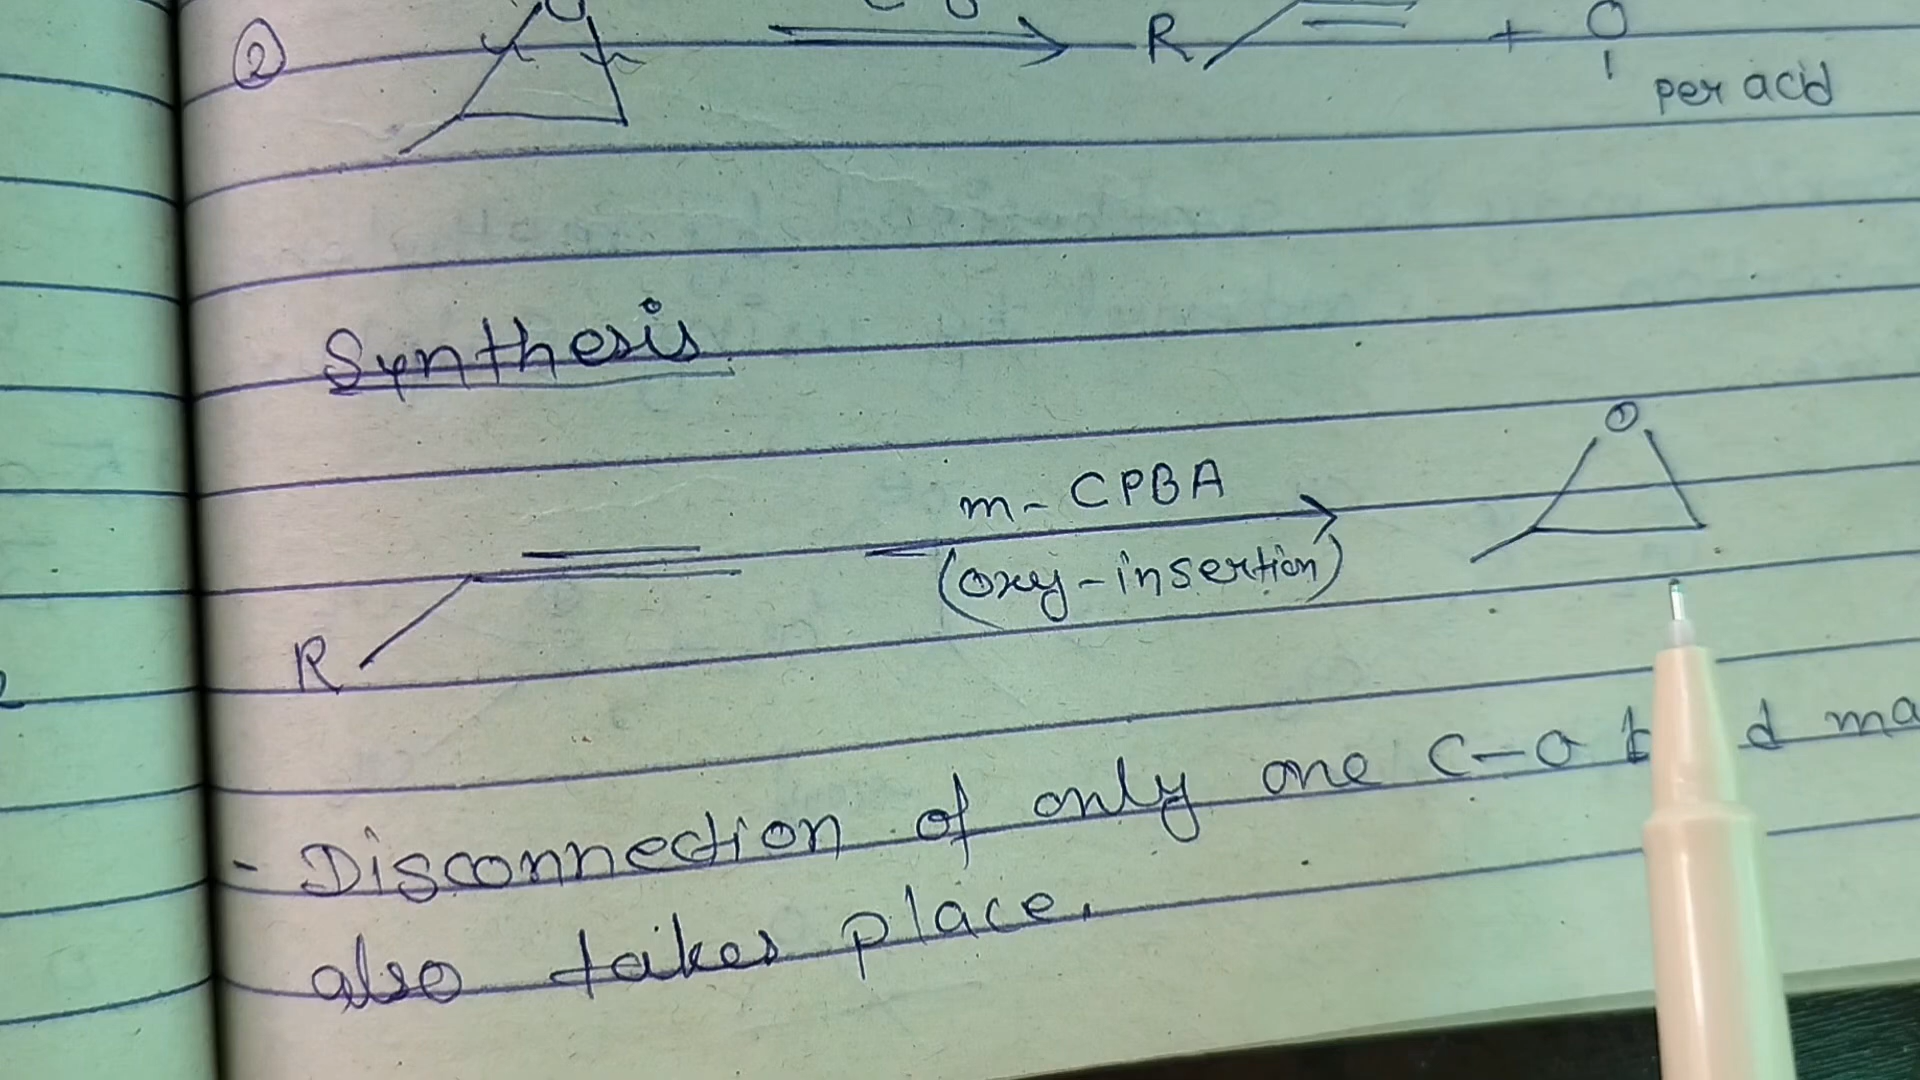 ② R + O
per acid
Synthesis
O
m- CPBA
(oxy-insertion)
R
- Disconnection of only one C-O
also takes place.